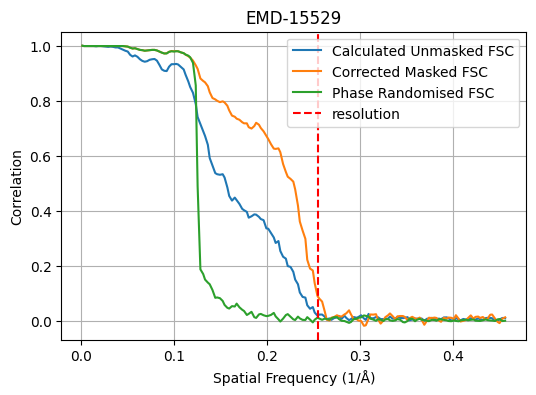 EMD-15529
Calculated Unmasked FSC
Corrected Masked FSC
Phase Randomised FSC
resolution
1.0
0.8
0.6
0.4
0.2
0.0
Correlation
0.0 0.1 0.2 0.3 0.4
Spatial Frequency (1/Å)